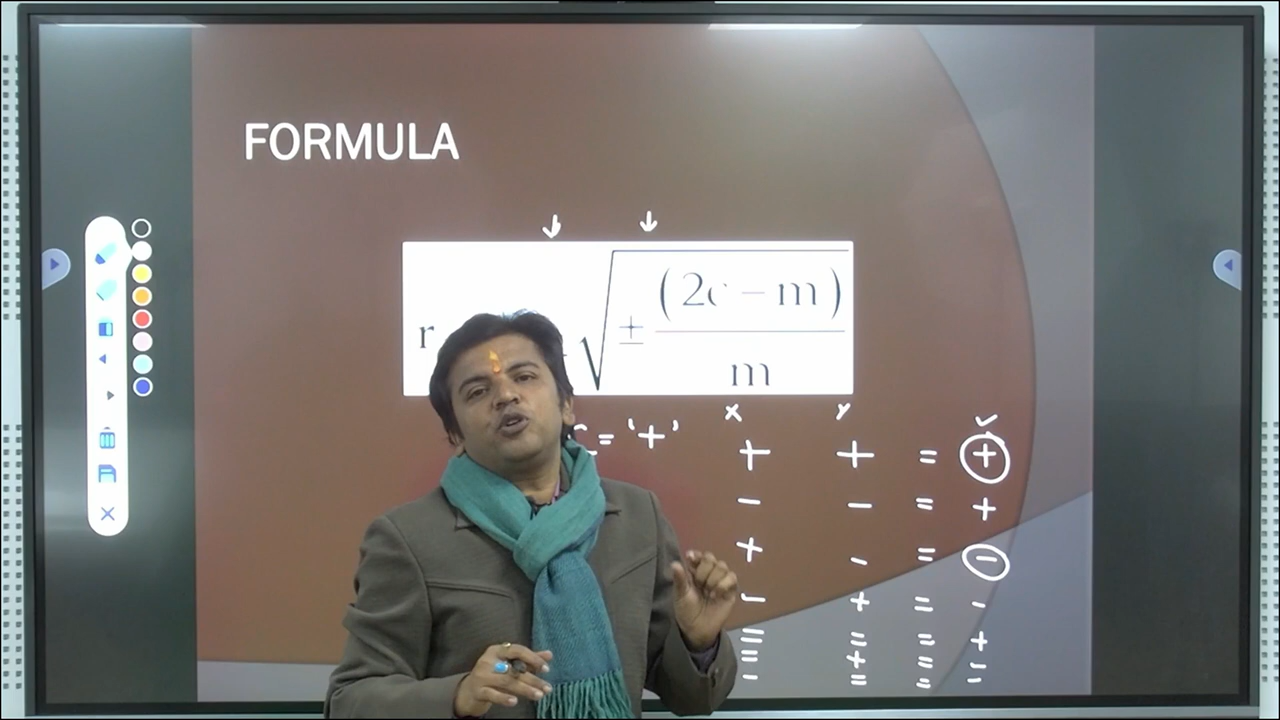 FORMULA
↓ ↓
r √ ± (2c − m)
m
c = '+'
x y ✓
+ + = +
− − = +
+ − = −
− + = −
= = = +
= + = −
− = = −